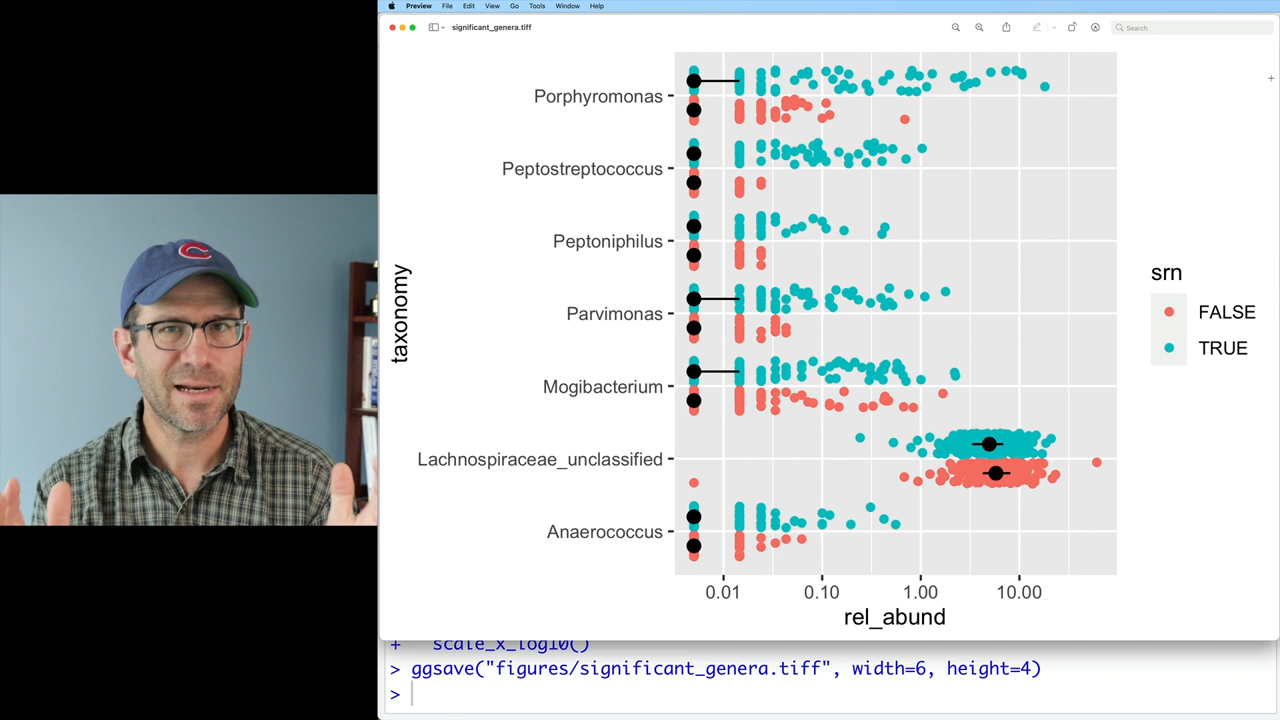 Preview File Edit View Go Tools Window Help
significant_genera.tiff
Search
Porphyromonas
Peptostreptococcus
Peptoniphilus
Parvimonas
Mogibacterium
Lachnospiraceae_unclassified
Anaerococcus
taxonomy
0.01 0.10 1.00 10.00
rel_abund
srn
FALSE
TRUE
C
+ scale_x_log10()
> ggsave("figures/significant_genera.tiff", width=6, height=4)
>